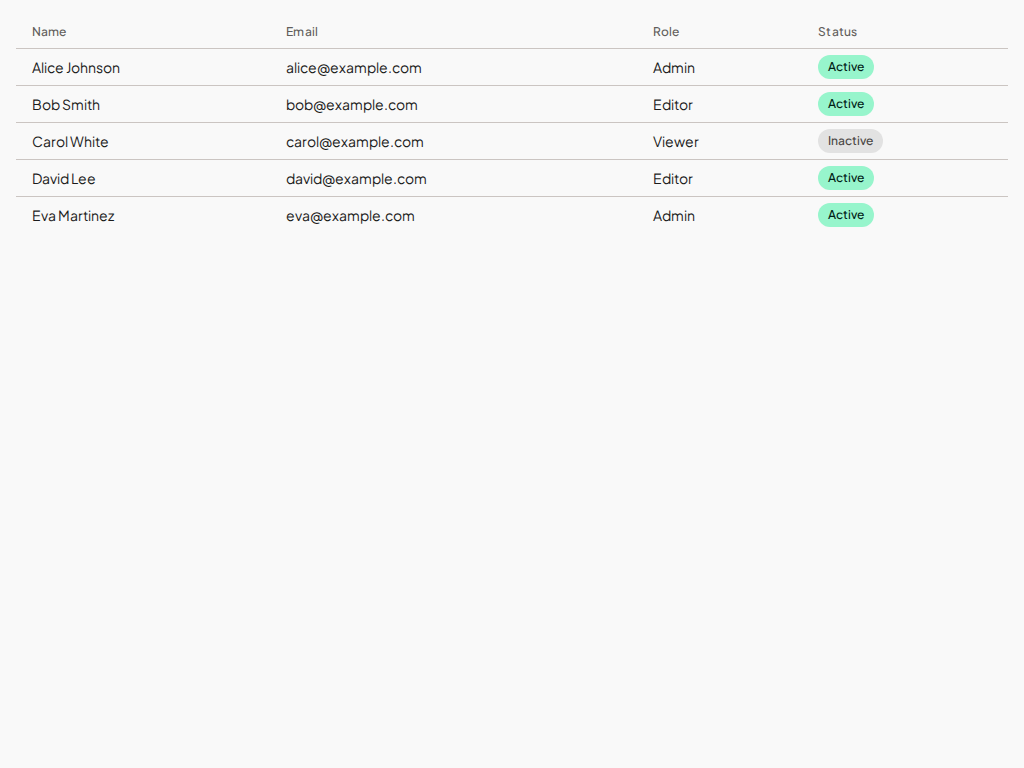 Name Email Role Status
Alice Johnson alice@example.com Admin Active
Bob Smith bob@example.com Editor Active
Carol White carol@example.com Viewer Inactive
David Lee david@example.com Editor Active
Eva Martinez eva@example.com Admin Active